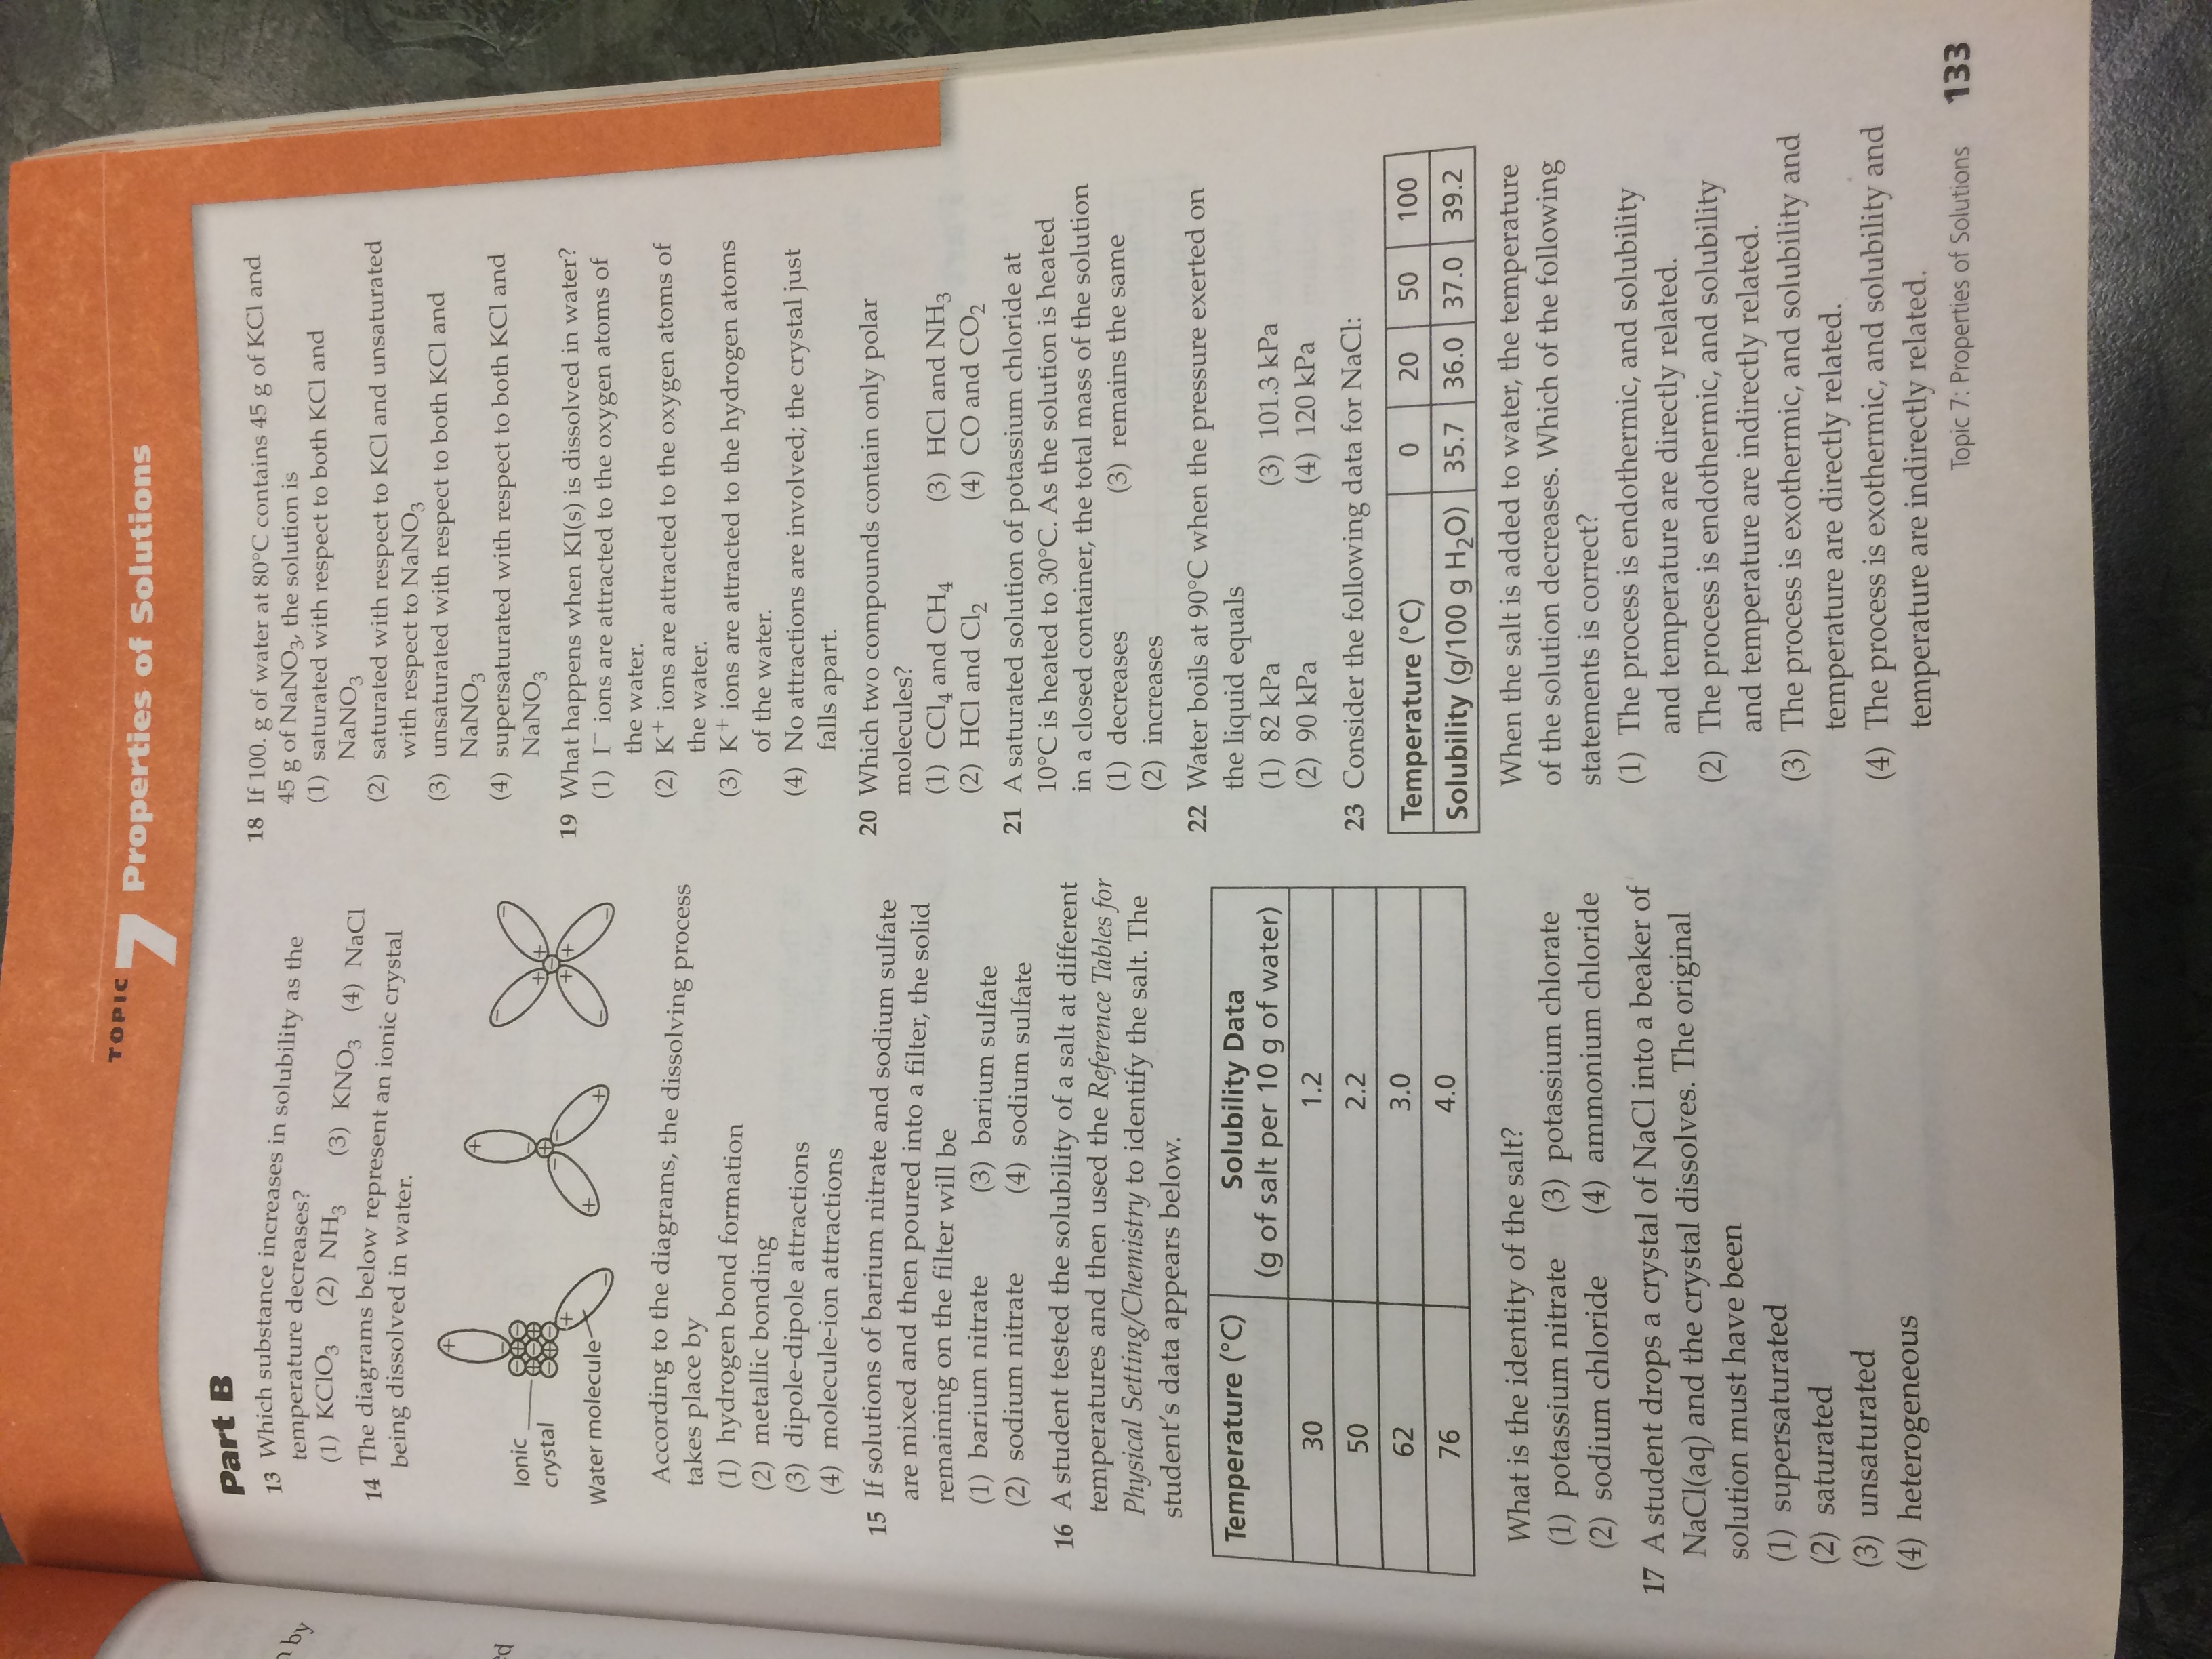 n by
ed
TOPIC 7 Properties of Solutions
Part B
13 Which substance increases in solubility as the
temperature decreases?
(1) KClO₃ (2) NH₃ (3) KNO₃ (4) NaCl
14 The diagrams below represent an ionic crystal
being dissolved in water.
+
−
Ionic
crystal
− + −
+ − +
− + −
Water molecule
+
−
+
−
+
− −
+ +
− −
+ +
−
+ +
− −
According to the diagrams, the dissolving process
takes place by
(1) hydrogen bond formation
(2) metallic bonding
(3) dipole-dipole attractions
(4) molecule-ion attractions
15 If solutions of barium nitrate and sodium sulfate
are mixed and then poured into a filter, the solid
remaining on the filter will be
(1) barium nitrate (3) barium sulfate
(2) sodium nitrate (4) sodium sulfate
16 A student tested the solubility of a salt at different
temperatures and then used the Reference Tables for
Physical Setting/Chemistry to identify the salt. The
student's data appears below.
Temperature (°C) Solubility Data
(g of salt per 10 g of water)
30 1.2
50 2.2
62 3.0
76 4.0
What is the identity of the salt?
(1) potassium nitrate (3) potassium chlorate
(2) sodium chloride (4) ammonium chloride
17 A student drops a crystal of NaCl into a beaker of
NaCl(aq) and the crystal dissolves. The original
solution must have been
(1) supersaturated
(2) saturated
(3) unsaturated
(4) heterogeneous
18 If 100. g of water at 80°C contains 45 g of KCl and
45 g of NaNO₃, the solution is
(1) saturated with respect to both KCl and
NaNO₃
(2) saturated with respect to KCl and unsaturated
with respect to NaNO₃
(3) unsaturated with respect to both KCl and
NaNO₃
(4) supersaturated with respect to both KCl and
NaNO₃
19 What happens when KI(s) is dissolved in water?
(1) I⁻ ions are attracted to the oxygen atoms of
the water.
(2) K⁺ ions are attracted to the oxygen atoms of
the water.
(3) K⁺ ions are attracted to the hydrogen atoms
of the water.
(4) No attractions are involved; the crystal just
falls apart.
20 Which two compounds contain only polar
molecules?
(1) CCl₄ and CH₄ (3) HCl and NH₃
(2) HCl and Cl₂ (4) CO and CO₂
21 A saturated solution of potassium chloride at
10°C is heated to 30°C. As the solution is heated
in a closed container, the total mass of the solution
(1) decreases (3) remains the same
(2) increases
22 Water boils at 90°C when the pressure exerted on
the liquid equals
(1) 82 kPa (3) 101.3 kPa
(2) 90 kPa (4) 120 kPa
23 Consider the following data for NaCl:
Temperature (°C) 0 20 50 100
Solubility (g/100 g H₂O) 35.7 36.0 37.0 39.2
When the salt is added to water, the temperature
of the solution decreases. Which of the following
statements is correct?
(1) The process is endothermic, and solubility
and temperature are directly related.
(2) The process is endothermic, and solubility
and temperature are indirectly related.
(3) The process is exothermic, and solubility and
temperature are directly related.
(4) The process is exothermic, and solubility and
temperature are indirectly related.
Topic 7: Properties of Solutions 133